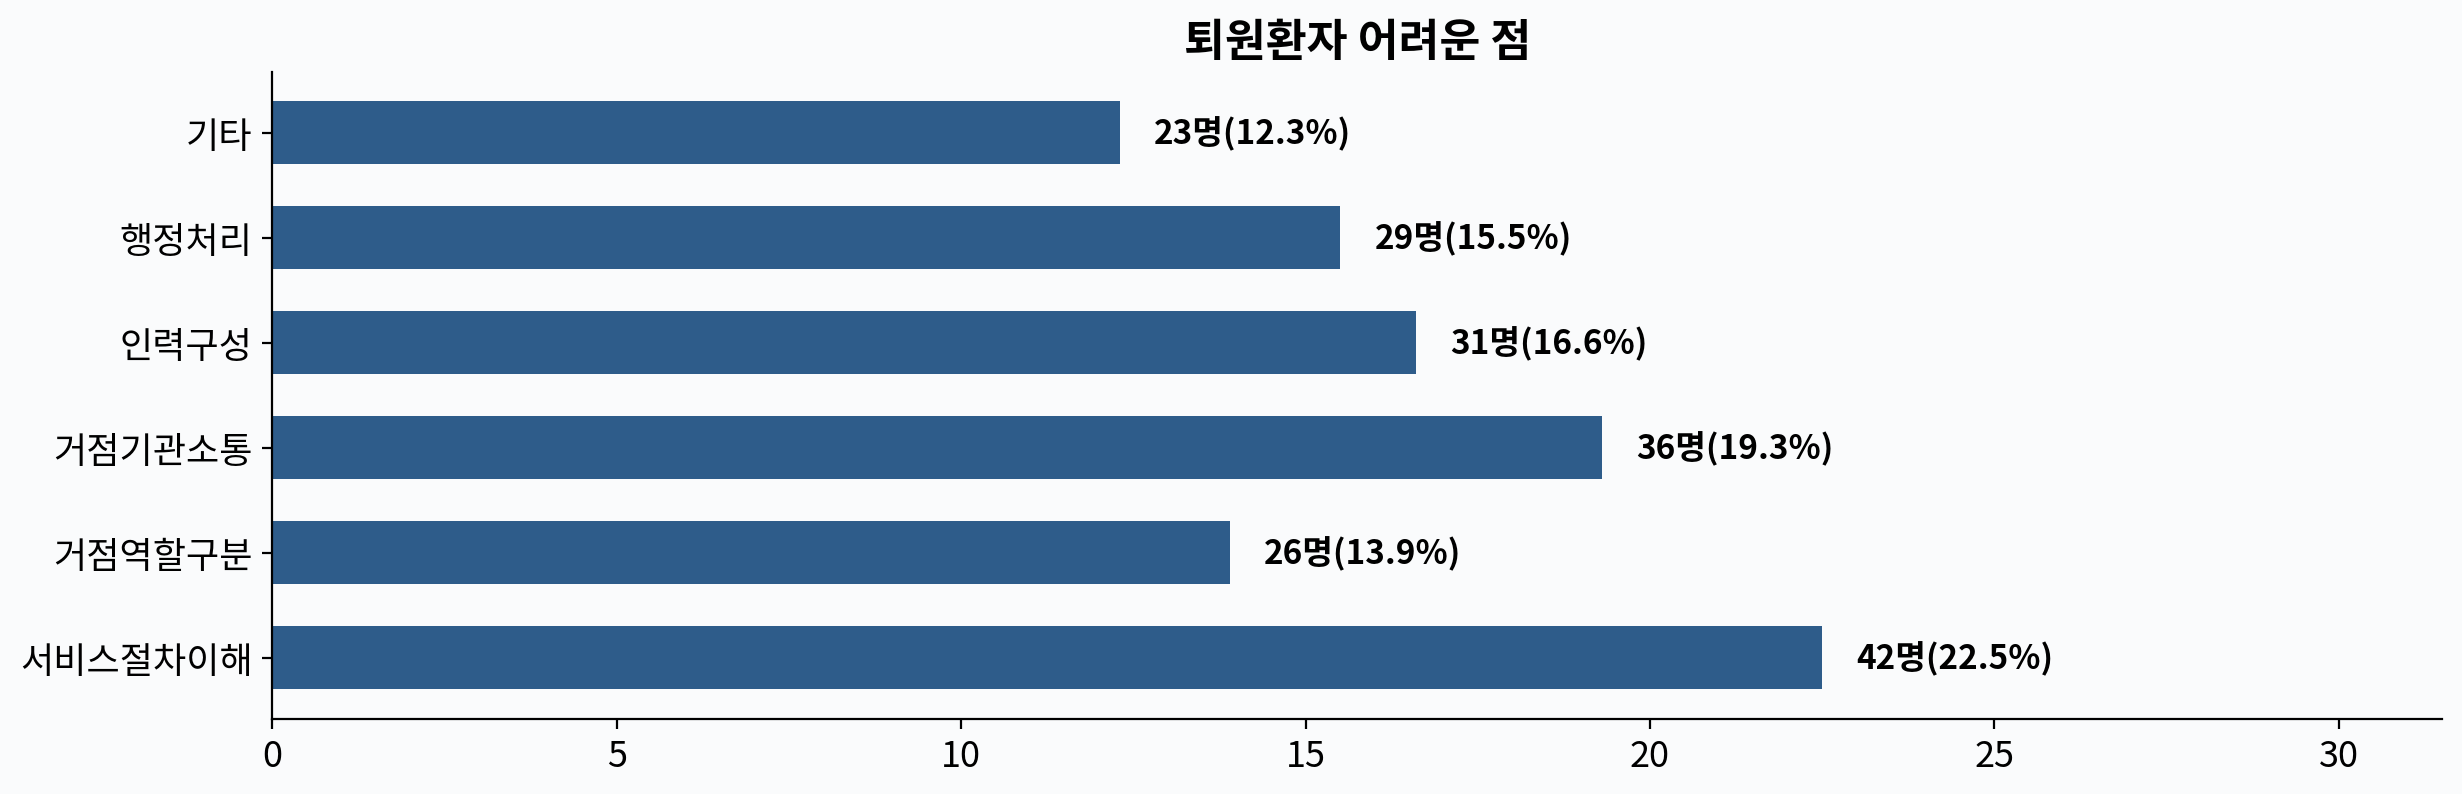 퇴원환자 어려운 점
기타 23명(12.3%)
행정처리 29명(15.5%)
인력구성 31명(16.6%)
거점기관소통 36명(19.3%)
거점역할구분 26명(13.9%)
서비스절차이해 42명(22.5%)
0 5 10 15 20 25 30